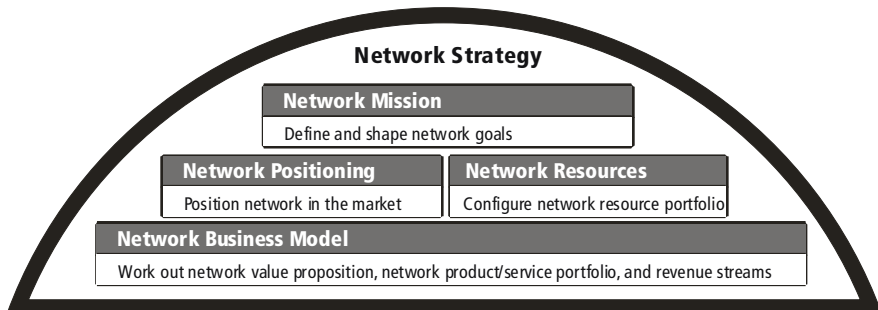 Network Strategy
Network Mission
Define and shape network goals
Network Positioning
Position network in the market
Network Resources
Configure network resource portfolio
Network Business Model
Work out network value proposition, network product/service portfolio, and revenue streams